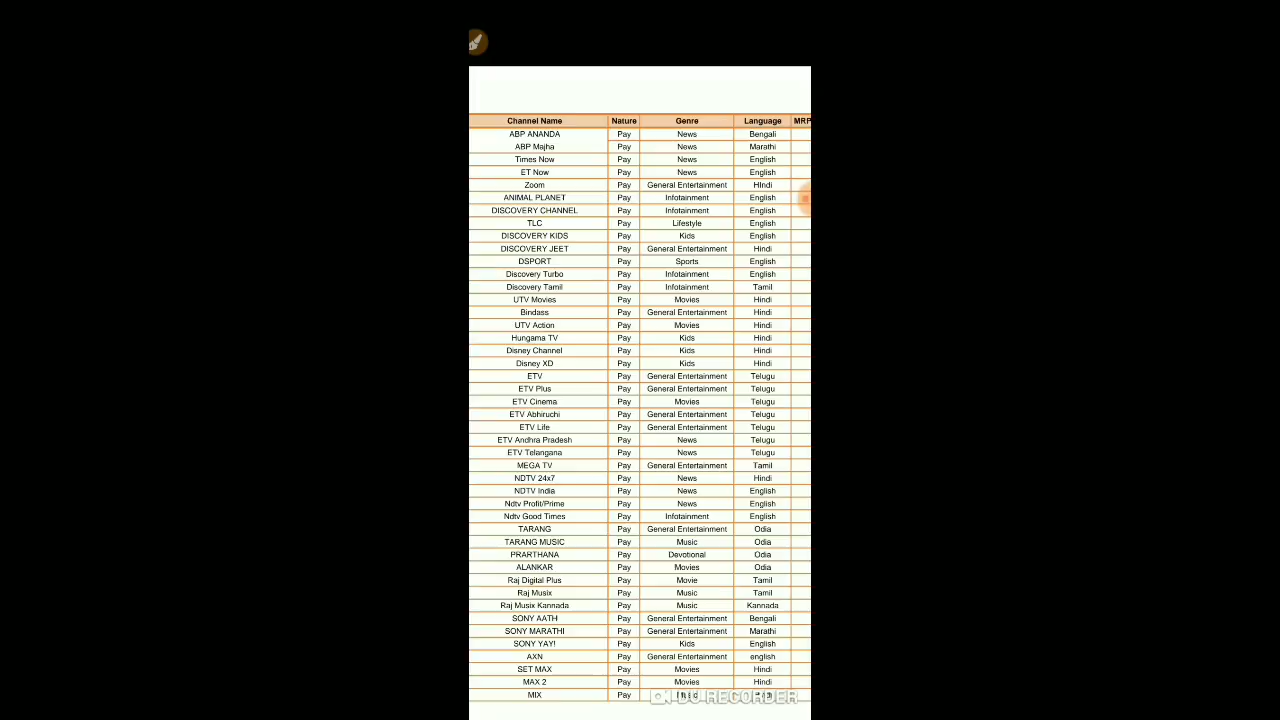 Channel Name Nature Genre Language MRP
ABP ANANDA Pay News Bengali
ABP Majha Pay News Marathi
Times Now Pay News English
ET Now Pay News English
Zoom Pay General Entertainment HIndi
ANIMAL PLANET Pay Infotainment English
DISCOVERY CHANNEL Pay Infotainment English
TLC Pay Lifestyle English
DISCOVERY KIDS Pay Kids English
DISCOVERY JEET Pay General Entertainment Hindi
DSPORT Pay Sports English
Discovery Turbo Pay Infotainment English
Discovery Tamil Pay Infotainment Tamil
UTV Movies Pay Movies Hindi
Bindass Pay General Entertainment Hindi
UTV Action Pay Movies Hindi
Hungama TV Pay Kids Hindi
Disney Channel Pay Kids Hindi
Disney XD Pay Kids Hindi
ETV Pay General Entertainment Telugu
ETV Plus Pay General Entertainment Telugu
ETV Cinema Pay Movies Telugu
ETV Abhiruchi Pay General Entertainment Telugu
ETV Life Pay General Entertainment Telugu
ETV Andhra Pradesh Pay News Telugu
ETV Telangana Pay News Telugu
MEGA TV Pay General Entertainment Tamil
NDTV 24x7 Pay News Hindi
NDTV India Pay News English
Ndtv Profit/Prime Pay News English
Ndtv Good Times Pay Infotainment English
TARANG Pay General Entertainment Odia
TARANG MUSIC Pay Music Odia
PRARTHANA Pay Devotional Odia
ALANKAR Pay Movies Odia
Raj Digital Plus Pay Movie Tamil
Raj Musix Pay Music Tamil
Raj Musix Kannada Pay Music Kannada
SONY AATH Pay General Entertainment Bengali
SONY MARATHI Pay General Entertainment Marathi
SONY YAY! Pay Kids English
AXN Pay General Entertainment english
SET MAX Pay Movies Hindi
MAX 2 Pay Movies Hindi
MIX Pay
DU RECORDER